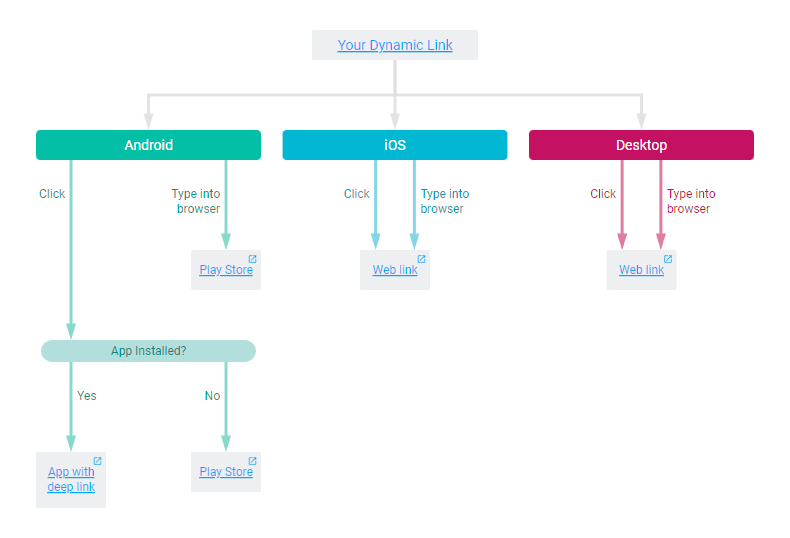 Your Dynamic Link
Android
iOS
Desktop
Click
Type into
browser
Click
Type into
browser
Click
Type into
browser
Play Store
Web link
Web link
App Installed?
Yes
No
App with
deep link
Play Store